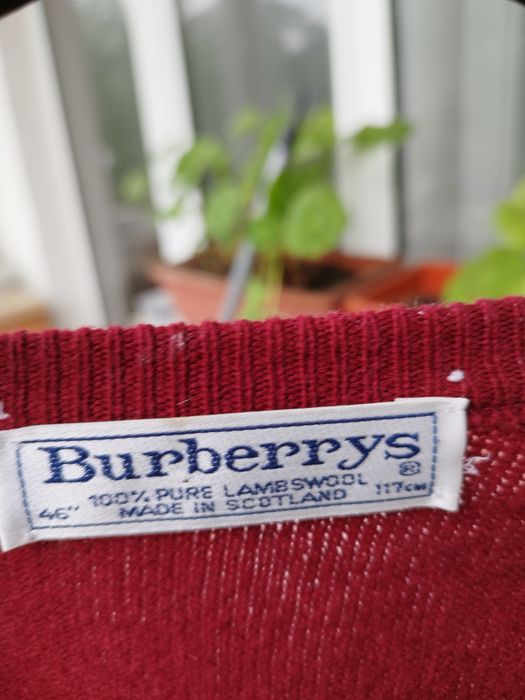 Burberrys®
100% PURE LAMBSWOOL
46" MADE IN SCOTLAND 117cm